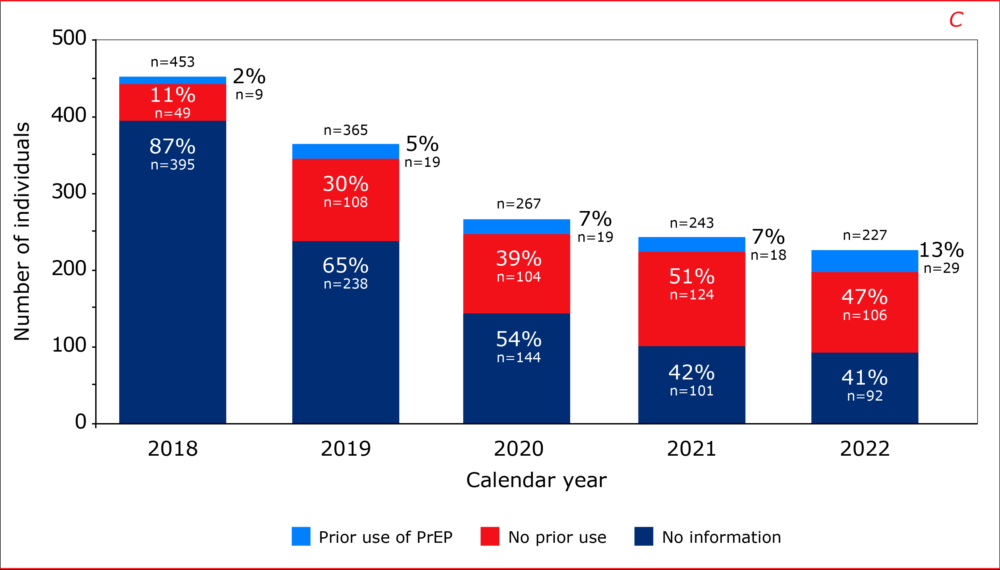 C
Number of individuals
500
400
300
200
100
0
n=453
2%
n=9
11%
n=49
87%
n=395
n=365
5%
n=19
30%
n=108
65%
n=238
n=267
7%
n=19
39%
n=104
54%
n=144
n=243
7%
n=18
51%
n=124
42%
n=101
n=227
13%
n=29
47%
n=106
41%
n=92
2018
2019
2020
2021
2022
Calendar year
Prior use of PrEP
No prior use
No information